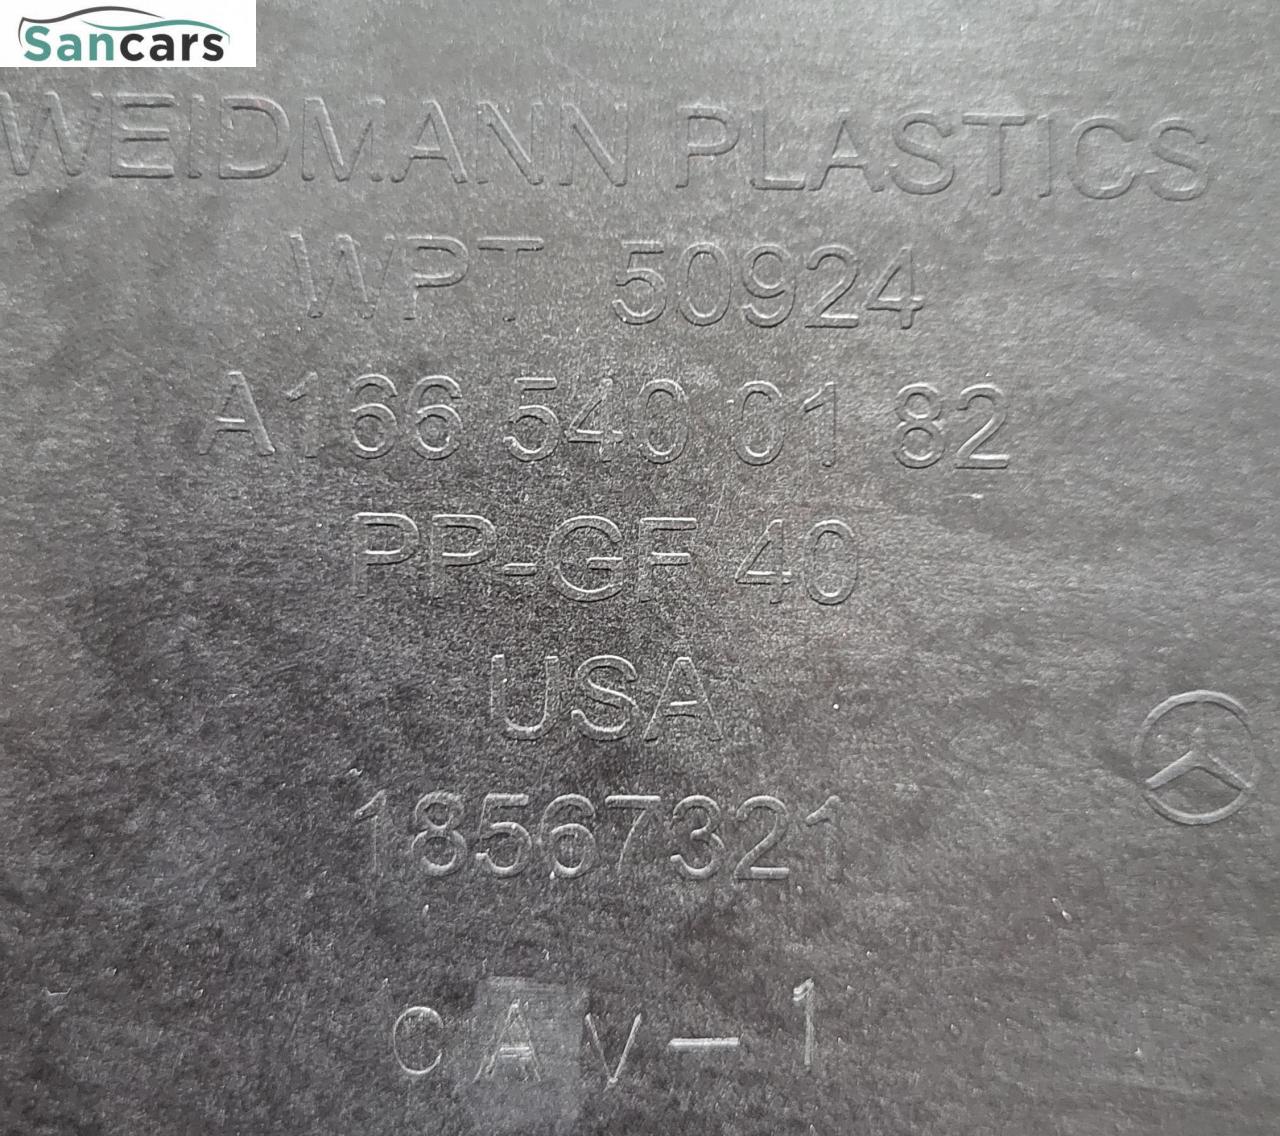 Sancars
WEIDMANN PLASTICS
WPT 50924
A166 540 01 82
PP-GF 40
USA
18567321
CAV-1